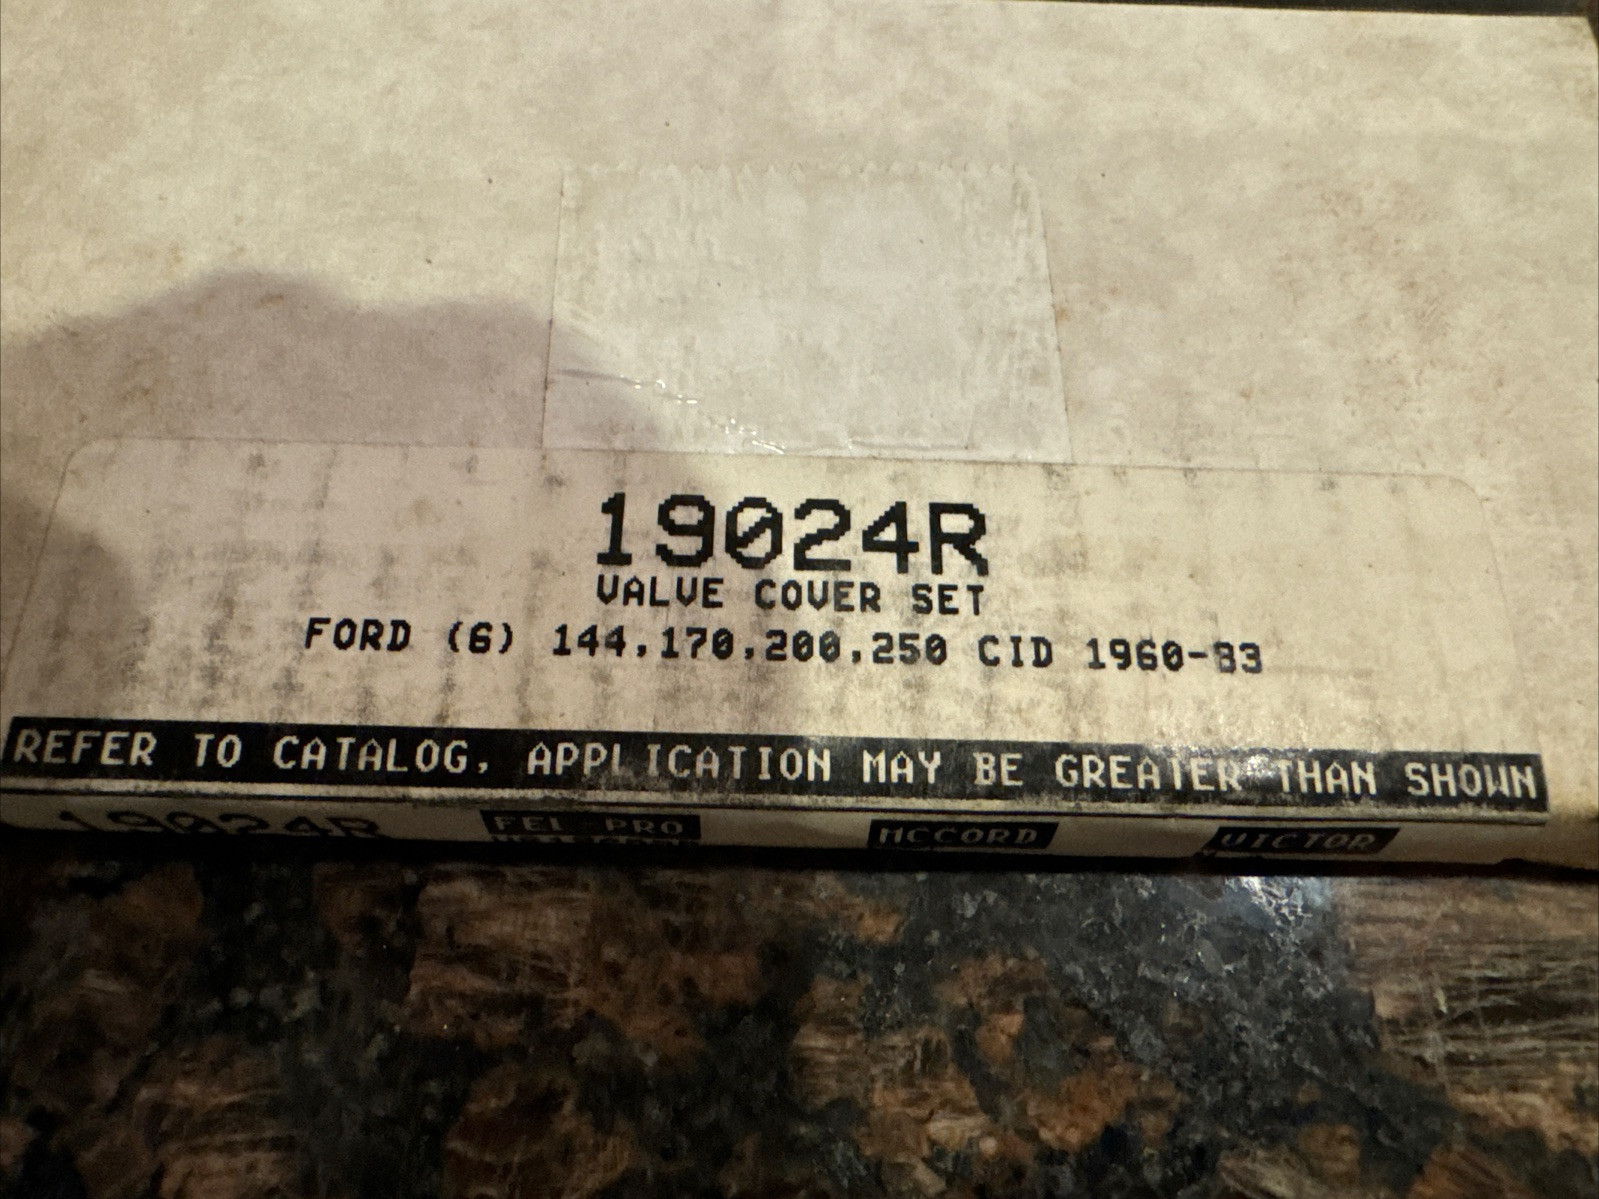 19024R
VALVE COVER SET
FORD (6) 144,170,200,250 CID 1960-83
REFER TO CATALOG, APPLICATION MAY BE GREATER THAN SHOWN
19024R FEL PRO MCCORD VICTOR